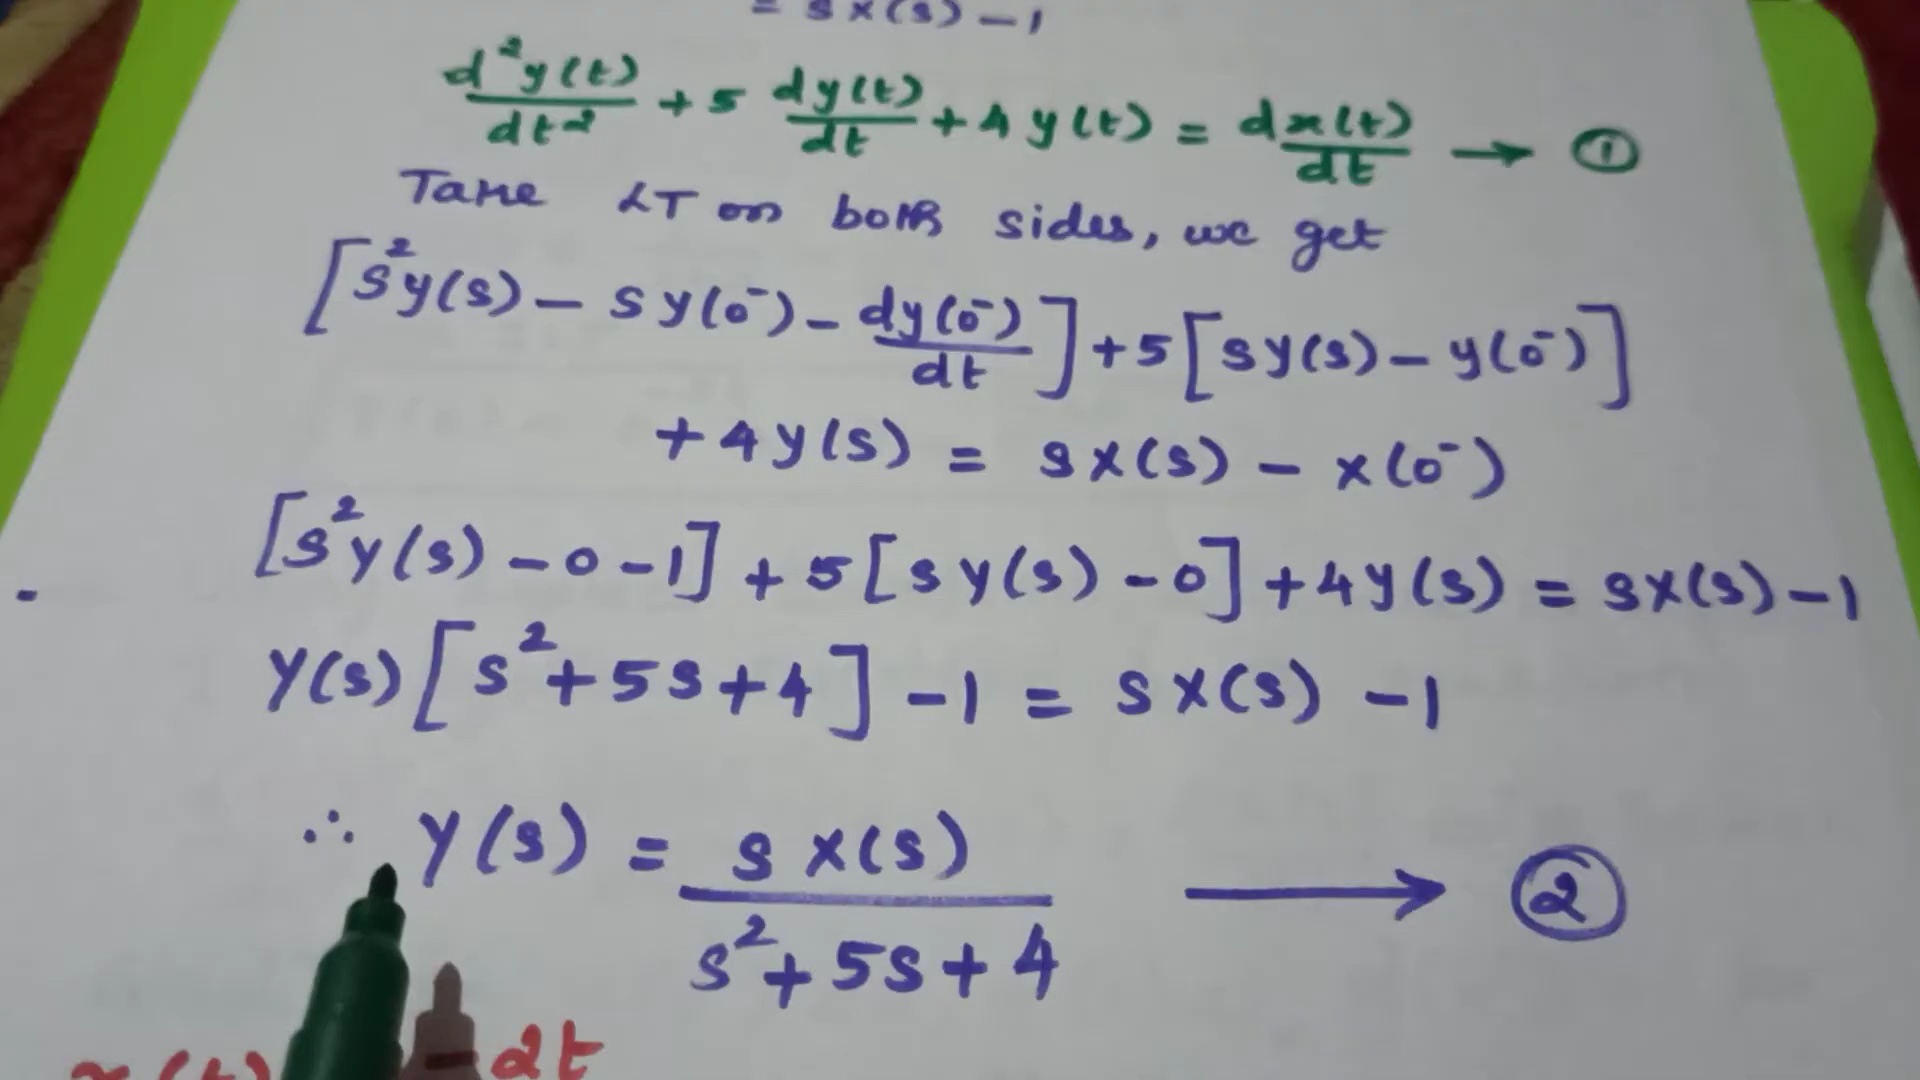 = s x(s) - 1
d²y(t)/dt² + 5 dy(t)/dt + 4 y(t) = dx(t)/dt → ①
Take LT on both sides, we get
[s²y(s) - s y(0⁻) - dy(0⁻)/dt] + 5 [s y(s) - y(0⁻)]
+ 4 y(s) = s x(s) - x(0⁻)
[s²y(s) - 0 - 1] + 5 [s y(s) - 0] + 4 y(s) = s x(s) - 1
Y(s) [s² + 5s + 4] - 1 = s x(s) - 1
∴ y(s) = s x(s) / s² + 5s + 4 → ②
x(t) - 2t